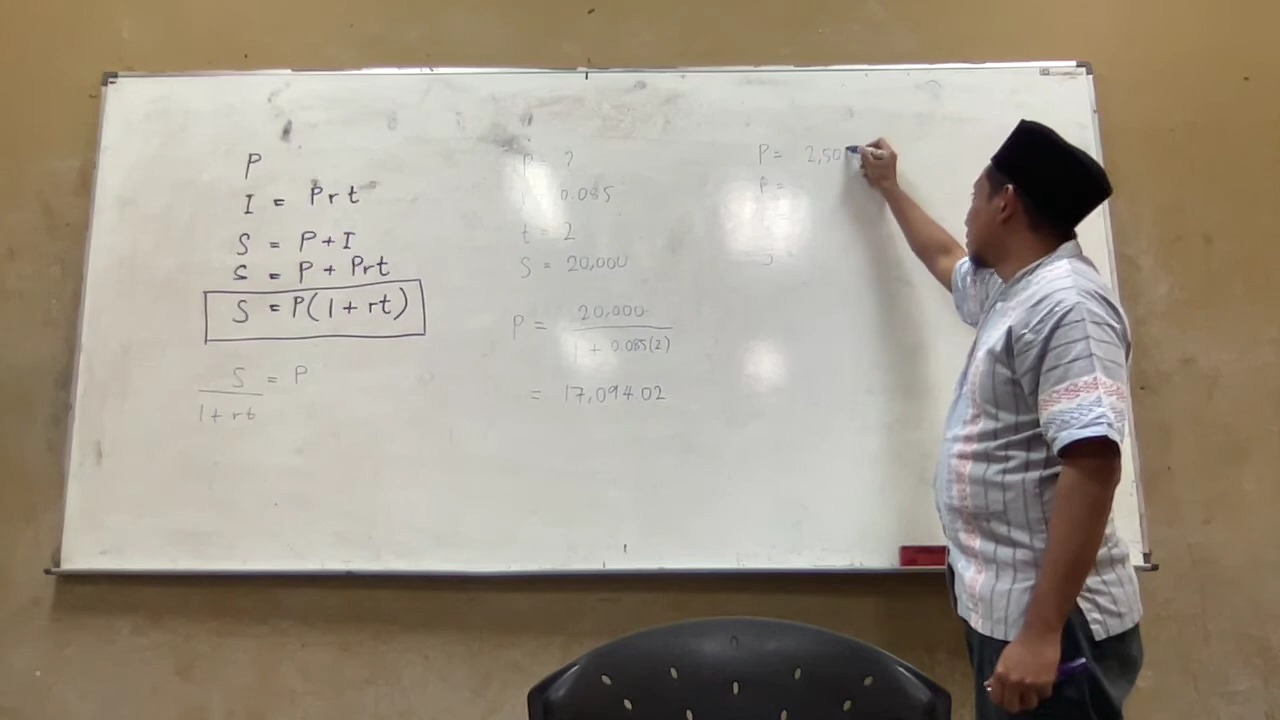 P
I = Prt
S = P + I
S = P + Prt
S = P(1 + rt)
S / 1 + rt = P
P = ?
= 0.085
t = 2
S = 20,000
P = 20,000 / 1 + 0.085(2)
= 17,094.02
P = 2,50